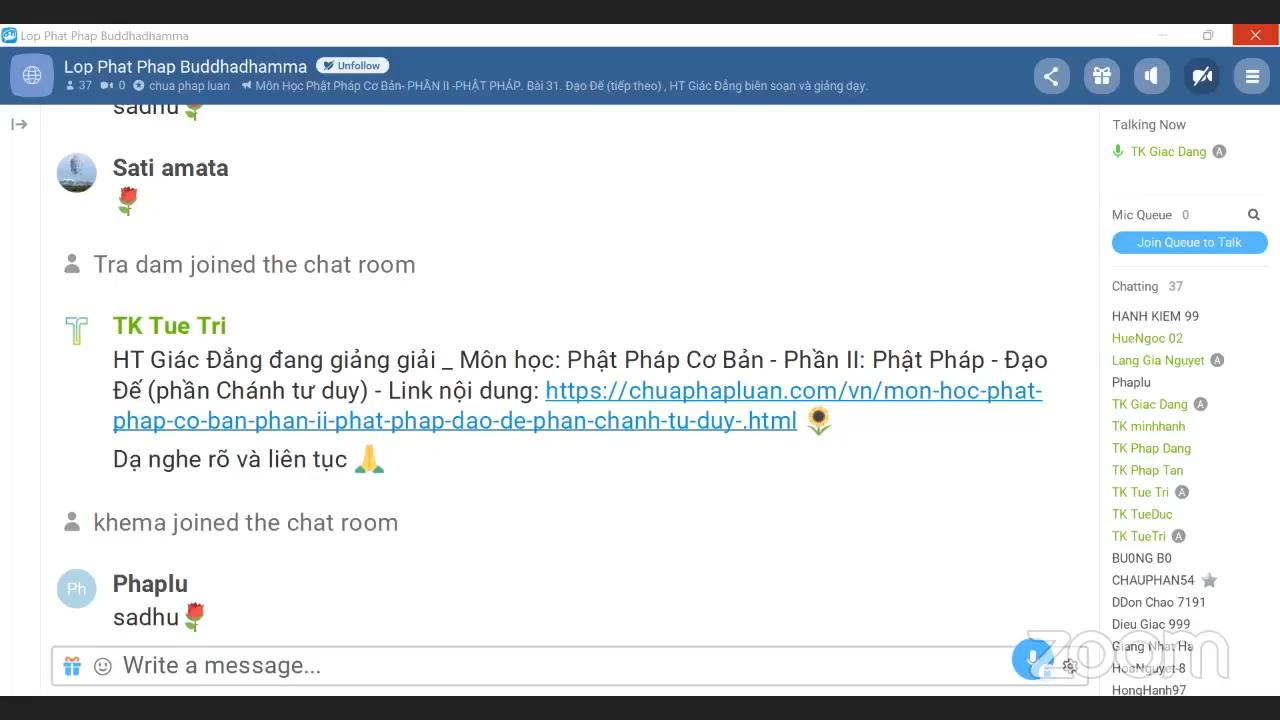 Lop Phat Phap Buddhadhamma
Lop Phat Phap Buddhadhamma Unfollow
37 0 chua phap luan Môn Học Phật Pháp Cơ Bản- PHẦN II -PHẬT PHÁP. Bài 31. Đạo Đế (tiếp theo) , HT Giác Đẳng biên soạn và giảng dạy.
sadhu
Sati amata
Tra dam joined the chat room
TK Tue Tri
HT Giác Đẳng đang giảng giải _ Môn học: Phật Pháp Cơ Bản - Phần II: Phật Pháp - Đạo
Đế (phần Chánh tư duy) - Link nội dung: https://chuaphapluan.com/vn/mon-hoc-phat-
phap-co-ban-phan-ii-phat-phap-dao-de-phan-chanh-tu-duy-.html
Dạ nghe rõ và liên tục
khema joined the chat room
Ph
Phaplu
sadhu
Write a message...
Talking Now
TK Giac Dang A
Mic Queue 0
Join Queue to Talk
Chatting 37
HANH KIEM 99
HueNgoc 02
Lang Gia Nguyet A
Phaplu
TK Giac Dang A
TK minhhanh
TK Phap Dang
TK Phap Tan
TK Tue Tri A
TK TueDuc
TK TueTri A
BU0NG B0
CHAUPHAN54
DDon Chao 7191
Dieu Giac 999
Giang Nhat Ha
HoaNguyet-8
HongHanh97
zoom